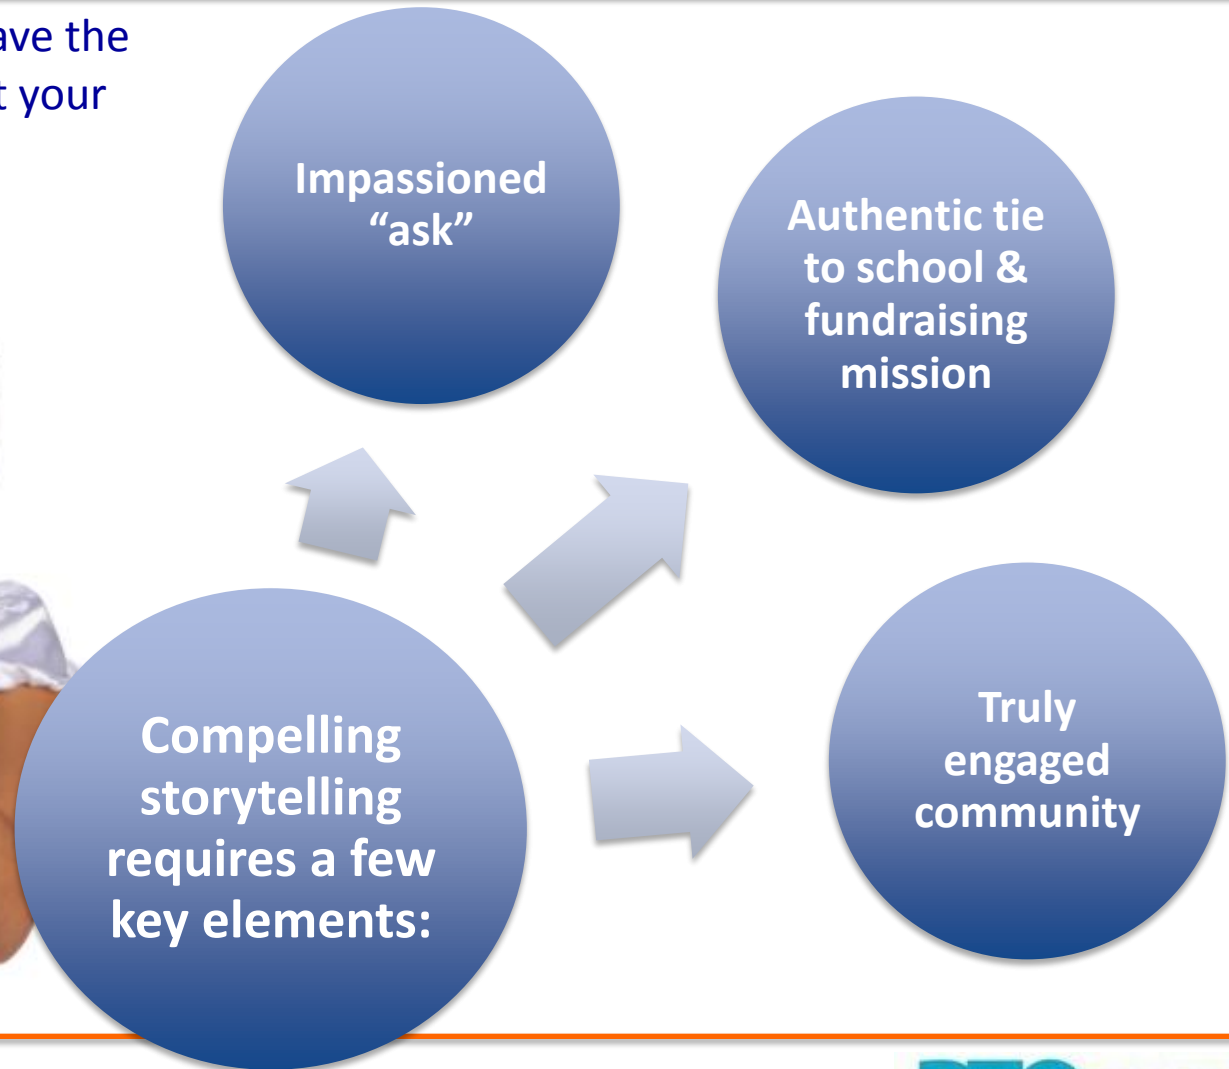 ave the
t your
Impassioned
“ask”
Authentic tie
to school &
fundraising
mission
Truly
engaged
community
Compelling
storytelling
requires a few
key elements: